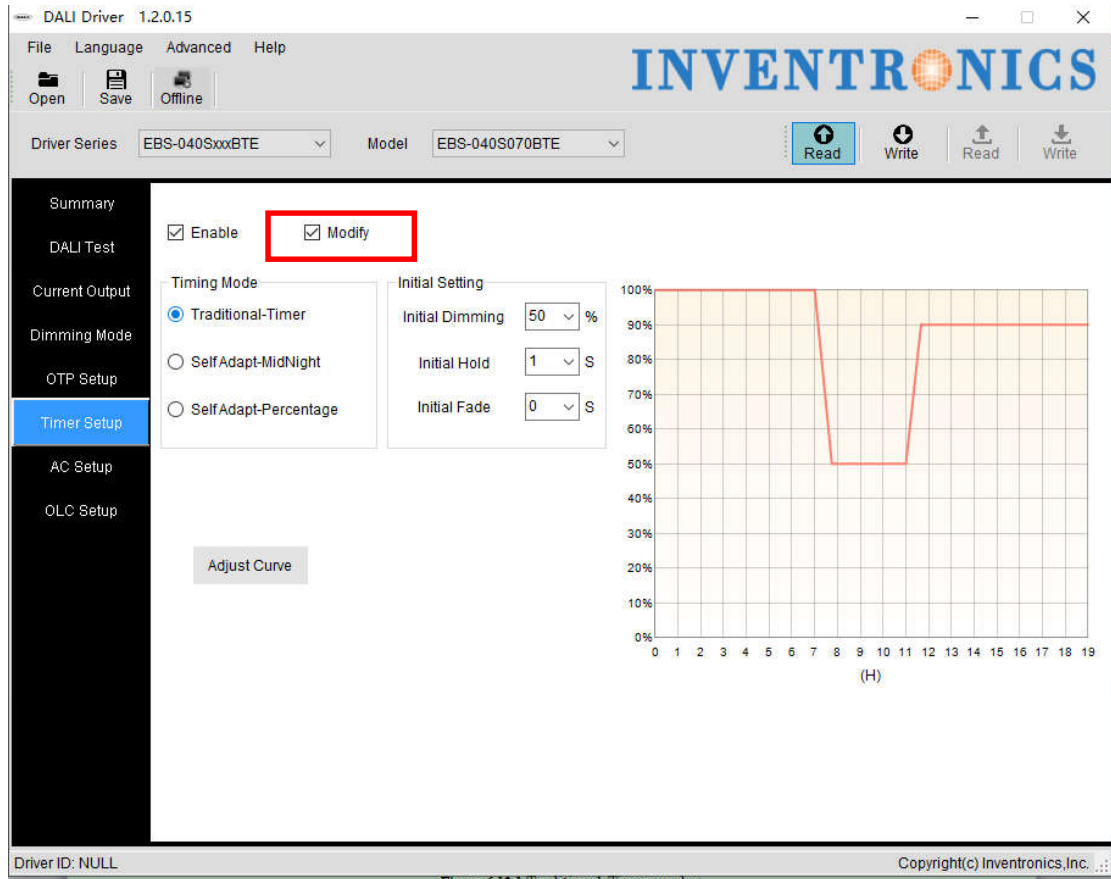 DALI Driver 1.2.0.15
File Language Advanced Help
INVENTRONICS
Open Save Offline
Driver Series EBS-040SxxxBTE Model EBS-040S070BTE Read Write Read Write
Summary
DALI Test
Current Output
Dimming Mode
OTP Setup
Timer Setup
AC Setup
OLC Setup
Enable Modify
Timing Mode
Traditional-Timer
SelfAdapt-MidNight
SelfAdapt-Percentage
Initial Setting
Initial Dimming 50 %
Initial Hold 1 S
Initial Fade 0 S
Adjust Curve
100%
90%
80%
70%
60%
50%
40%
30%
20%
10%
0%
0 1 2 3 4 5 6 7 8 9 10 11 12 13 14 15 16 17 18 19
(H)
Driver ID: NULL Copyright(c) Inventronics,Inc.